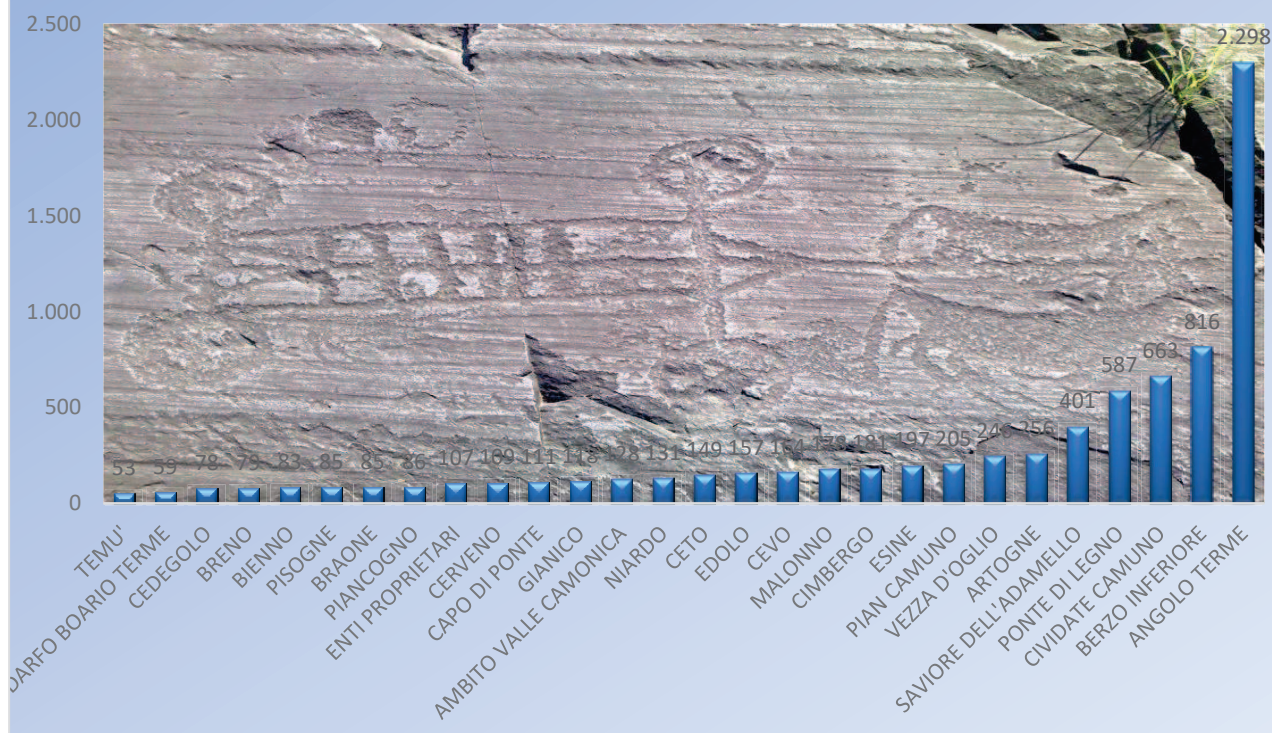 2.500
2.000
1.500
1.000
500
0
53
59
78
79
83
85
85
86
107
109
111
118
128
131
149
157
164
178
181
197
205
256
401
587
663
816
2.298
TEMU'
DARFO BOARIO TERME
CEDEGOLO
BRENO
BIENNO
PISOGNE
BRAONE
PIANCOGNO
ENTI PROPRIETARI
CERVENO
CAPO DI PONTE
GIANICO
AMBITO VALLE CAMONICA
NIARDO
CETO
EDOLO
CEVO
MALONNO
CIMBERGO
ESINE
PIAN CAMUNO
VEZZA D'OGLIO
ARTOGNE
SAVIORE DELL'ADAMELLO
PONTE DI LEGNO
CIVIDATE CAMUNO
BERZO INFERIORE
ANGOLO TERME